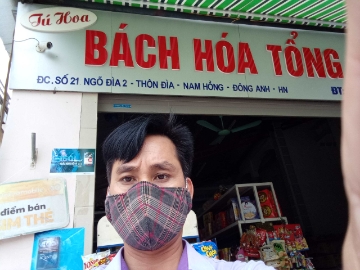 Tú Hoa
BÁCH HÓA TỔNG
ĐC. SỐ 21 NGÕ ĐÌA 2 - THÔN ĐÌA - NAM HỒNG - ĐÔNG ANH - HN
ĐT
điểm bán